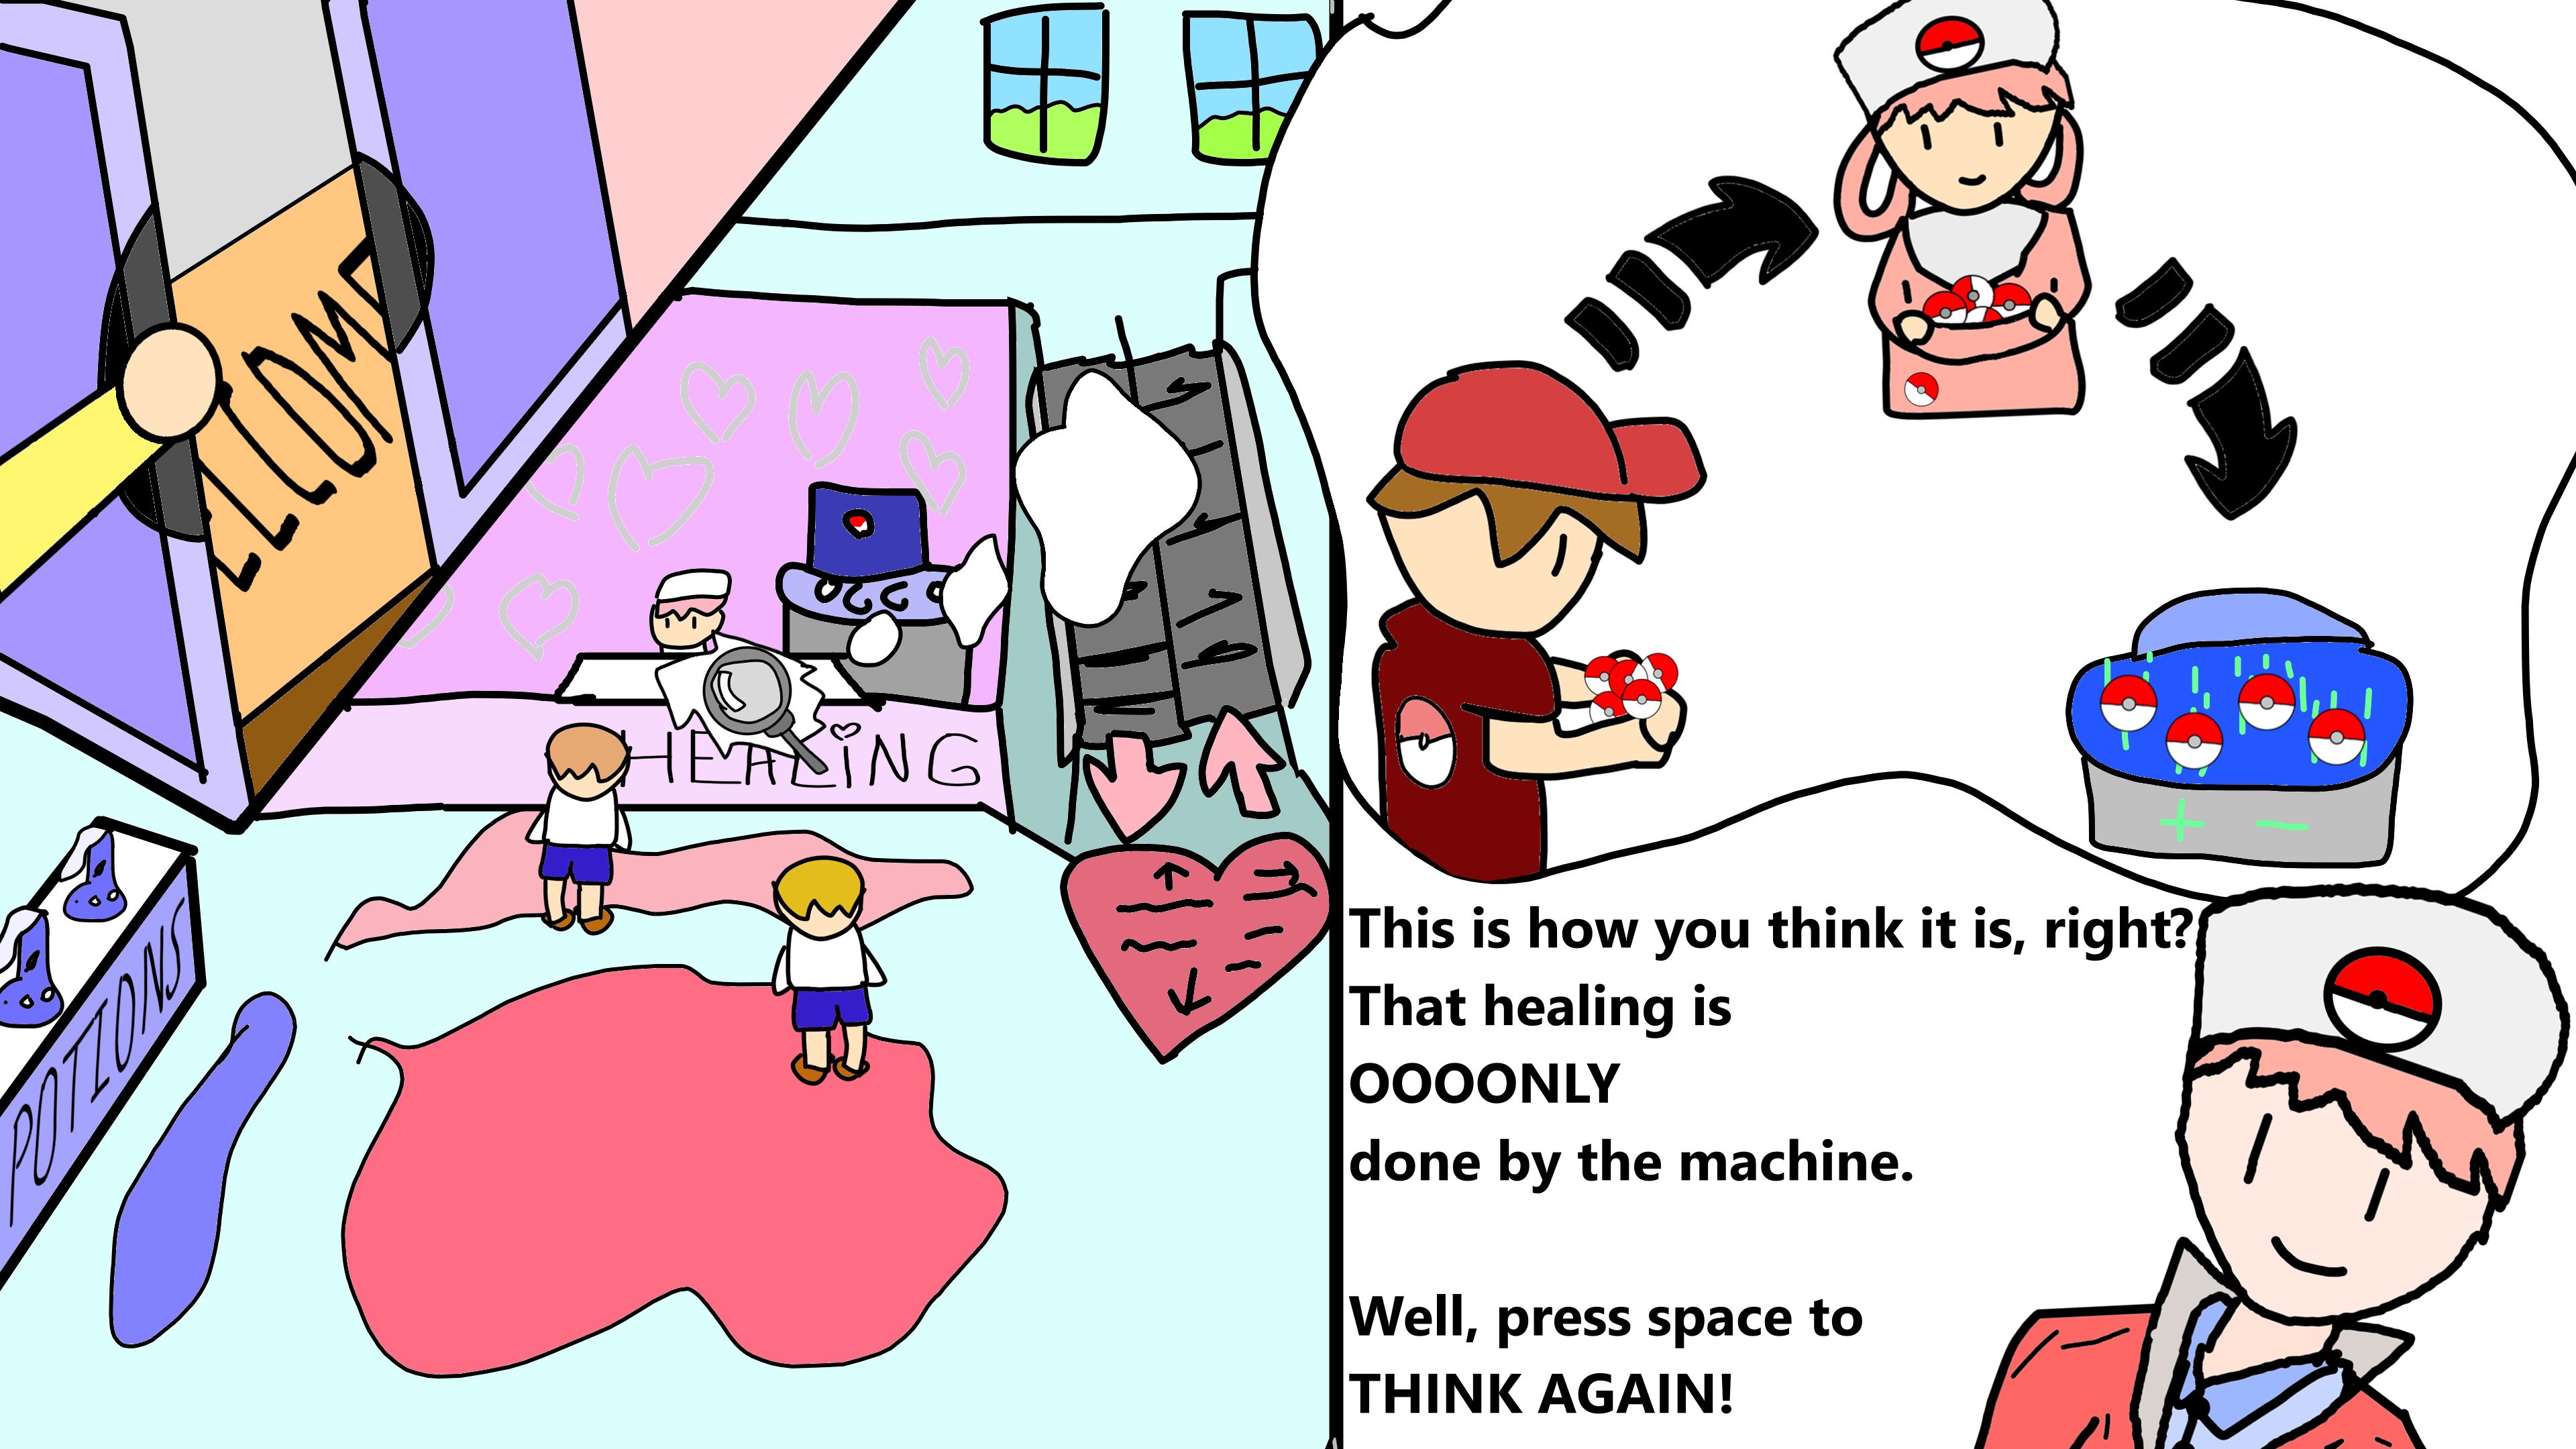 ELCOME
HEALING
POTIONS
This is how you think it is, right?
That healing is
OOOONLY
done by the machine.
Well, press space to
THINK AGAIN!